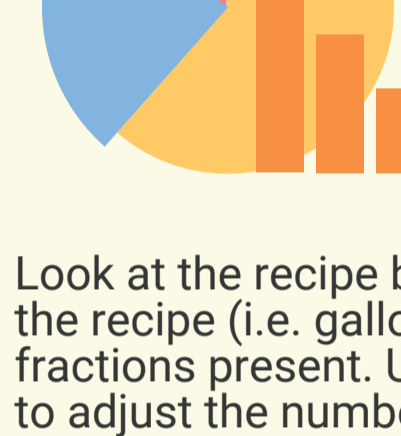 Look at the recipe
the recipe (i.e.
fractions present.
to adjust the